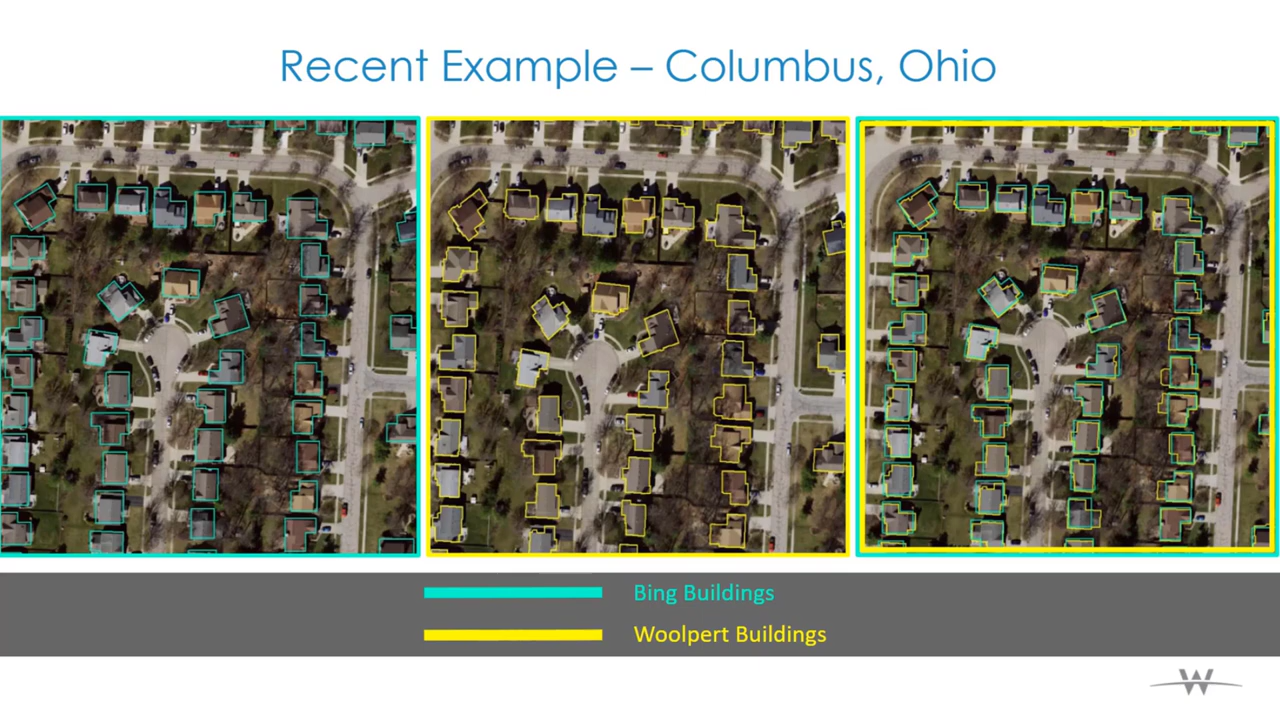 Recent Example – Columbus, Ohio
Bing Buildings
Woolpert Buildings
W